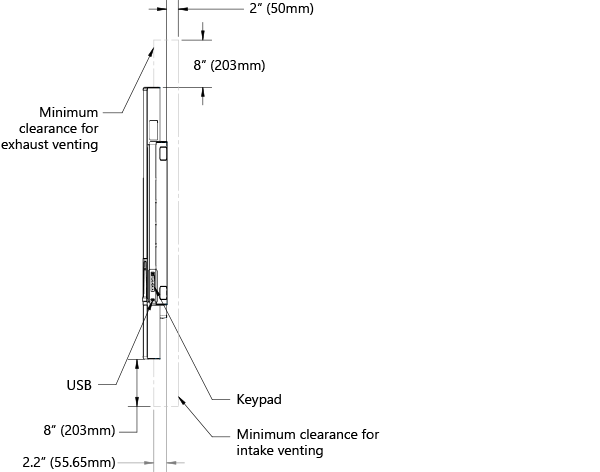 2” (50mm)
8” (203mm)
Minimum
clearance for
exhaust venting
USB
Keypad
8” (203mm)
Minimum clearance for
intake venting
2.2” (55.65mm)